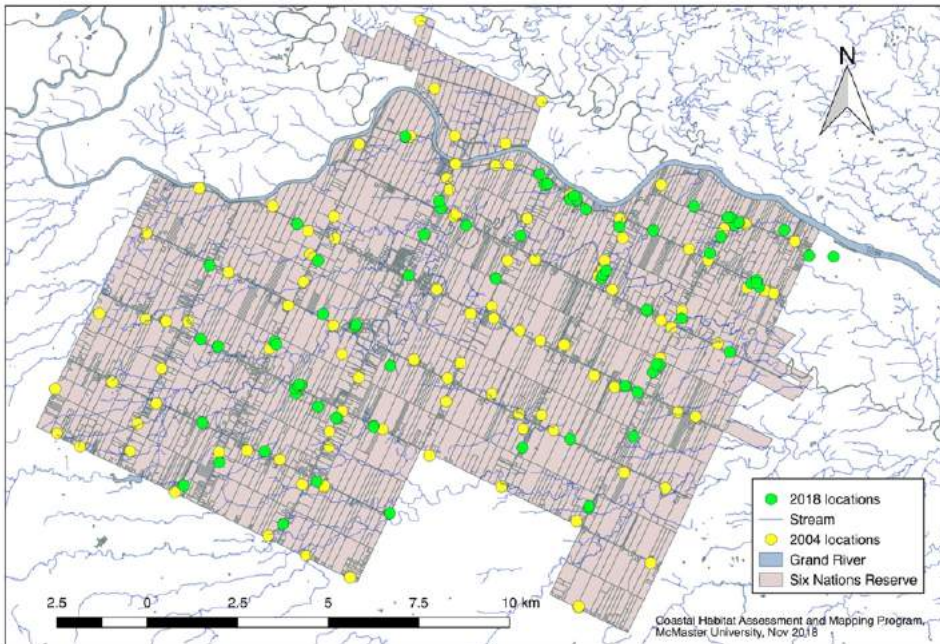 N
2018 locations
Stream
2004 locations
Grand River
Six Nations Reserve
2.5 0 2.5 5 7.5 10 km
Coastal Habitat Assessment and Mapping Program,
McMaster University, Nov 2018